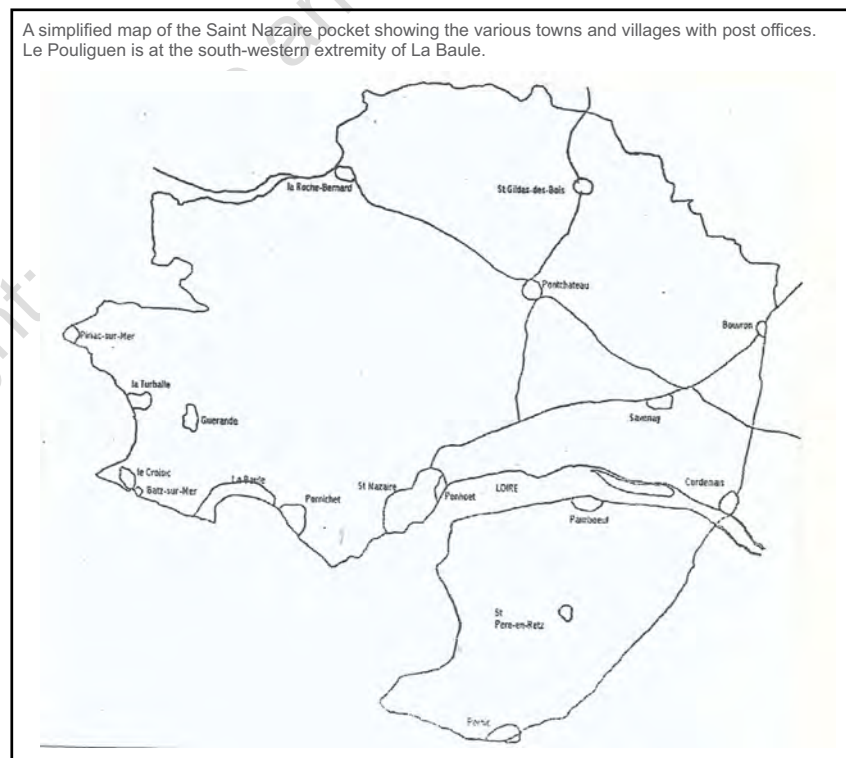 A simplified map of the Saint Nazaire pocket showing the various towns and villages with post offices.
Le Pouliguen is at the south-western extremity of La Baule.
la Roche-Bernard
St Gildas-des-Bois
Pontchateau
Bouvron
Piriac-sur-Mer
la Turballe
Guerande
Savenay
le Croisic
Batz-sur-Mer
La Baule
Pornichet
St Nazaire
Penhoet
LOIRE
Cordemais
Paimboeuf
St
Pere-en-Retz
Pornic